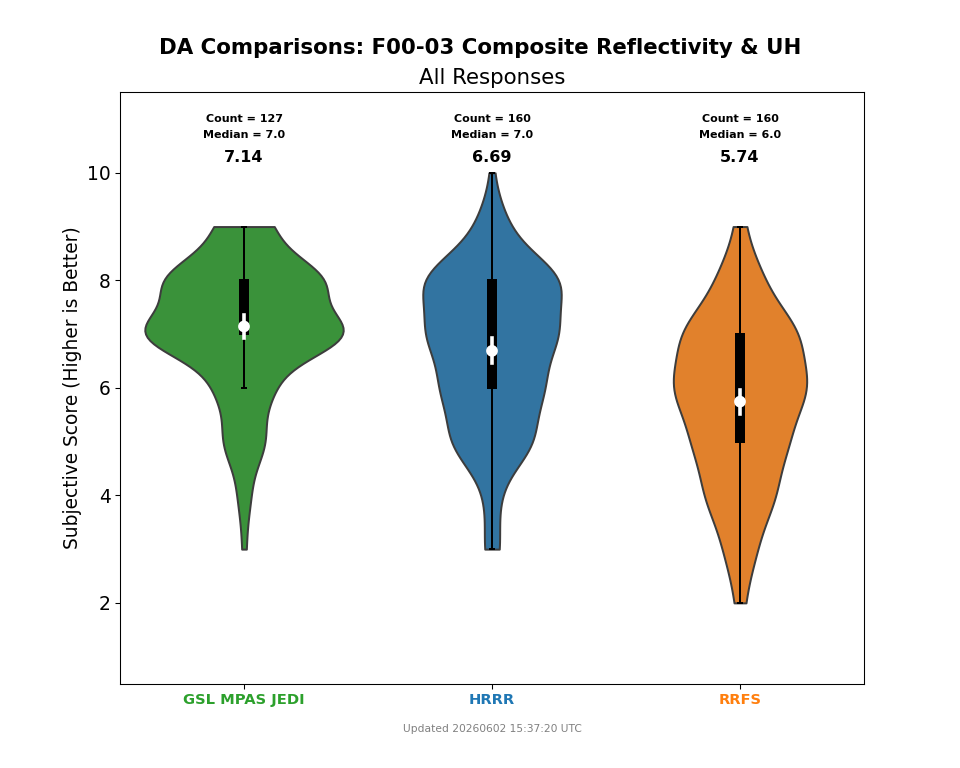 DA Comparisons: F00-03 Composite Reflectivity & UH
All Responses
Count = 127
Median = 7.0
7.14
Count = 160
Median = 7.0
6.69
Count = 160
Median = 6.0
5.74
Subjective Score (Higher is Better)
10
8
6
4
2
GSL MPAS JEDI
HRRR
RRFS
Updated 20260602 15:37:20 UTC